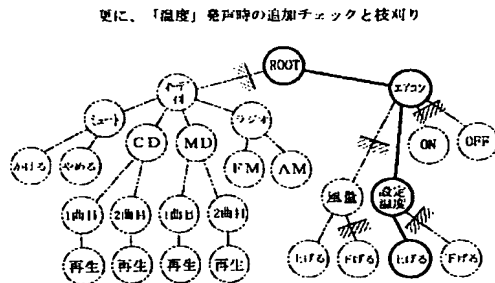 更に、「温度」発声時の追加チェックと枝刈り
ROOT
オーディオ
エアコン
ミュート
ラジオ
CD
MD
ON
OFF
かける
やめる
FM
AM
風量
設定温度
1曲目
2曲目
1曲目
2曲目
上げる
下げる
上げる
下げる
再生
再生
再生
再生